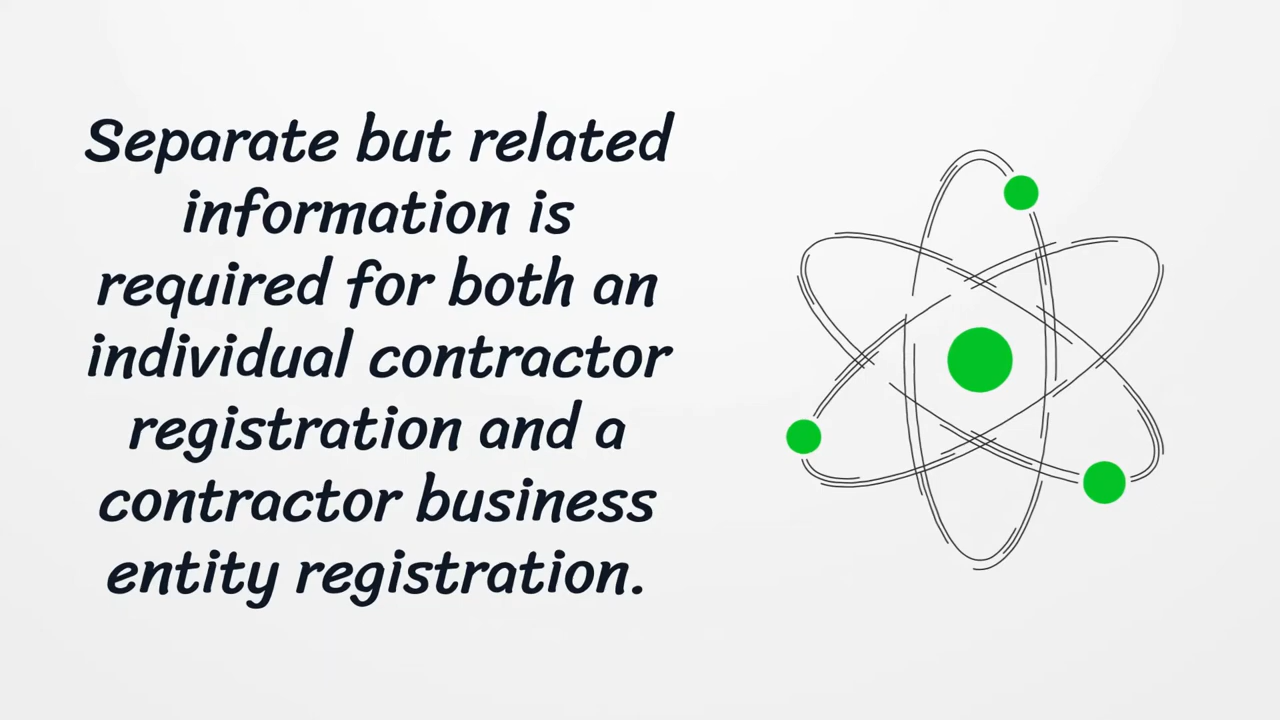 Separate but related
information is
required for both an
individual contractor
registration and a
contractor business
entity registration.